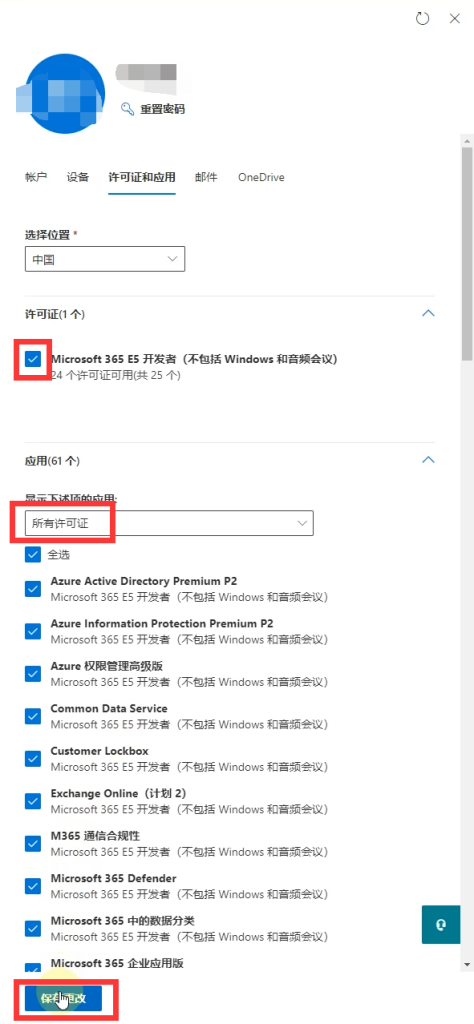 重置密码
帐户
设备
许可证和应用
邮件
OneDrive
选择位置 *
中国
许可证(1 个)
Microsoft 365 E5 开发者（不包括 Windows 和音频会议）
24 个许可证可用(共 25 个)
应用(61 个)
显示下述项的应用:
所有许可证
全选
Azure Active Directory Premium P2
Microsoft 365 E5 开发者（不包括 Windows 和音频会议）
Azure Information Protection Premium P2
Microsoft 365 E5 开发者（不包括 Windows 和音频会议）
Azure 权限管理高级版
Microsoft 365 E5 开发者（不包括 Windows 和音频会议）
Common Data Service
Microsoft 365 E5 开发者（不包括 Windows 和音频会议）
Customer Lockbox
Microsoft 365 E5 开发者（不包括 Windows 和音频会议）
Exchange Online（计划 2）
Microsoft 365 E5 开发者（不包括 Windows 和音频会议）
M365 通信合规性
Microsoft 365 E5 开发者（不包括 Windows 和音频会议）
Microsoft 365 Defender
Microsoft 365 E5 开发者（不包括 Windows 和音频会议）
Microsoft 365 中的数据分类
Microsoft 365 E5 开发者（不包括 Windows 和音频会议）
Microsoft 365 企业应用版
保存更改